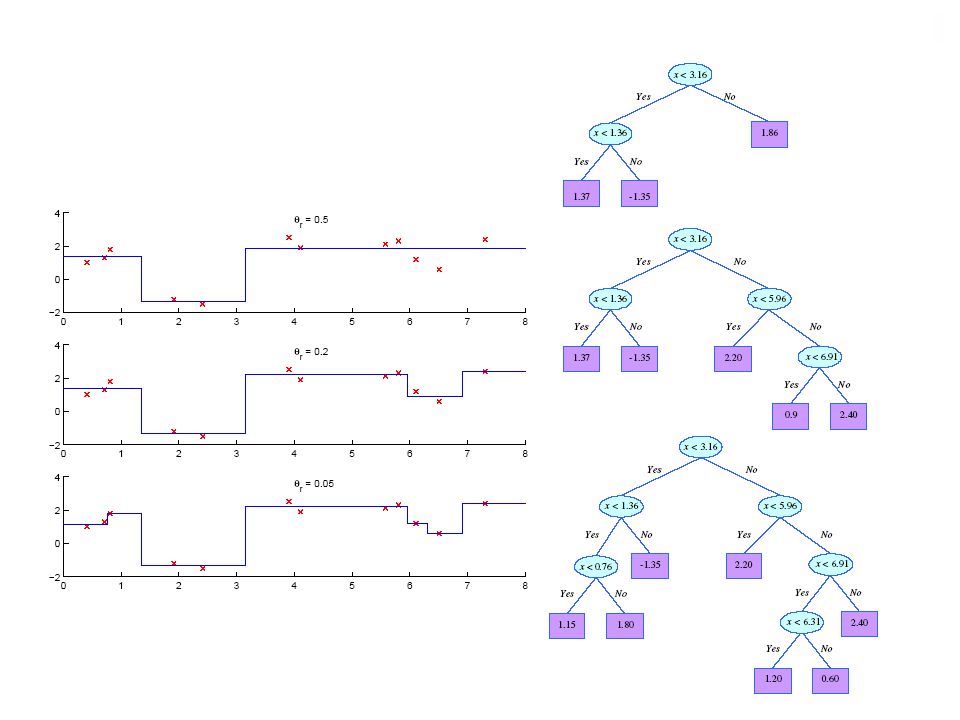 x < 3.16
Yes No
x < 1.36
1.86
Yes No
1.37 -1.35
x < 3.16
Yes No
x < 1.36 x < 5.96
Yes No Yes No
1.37 -1.35 2.20 x < 6.91
Yes No
0.9 2.40
x < 3.16
Yes No
x < 1.36 x < 5.96
Yes No Yes No
x < 0.76 -1.35 2.20 x < 6.91
Yes No Yes No
1.15 1.80 x < 6.31 2.40
Yes No
1.20 0.60
4
θr = 0.5
2
0
−2
0 1 2 3 4 5 6 7 8
4
θr = 0.2
2
0
−2
0 1 2 3 4 5 6 7 8
4
θr = 0.05
2
0
−2
0 1 2 3 4 5 6 7 8